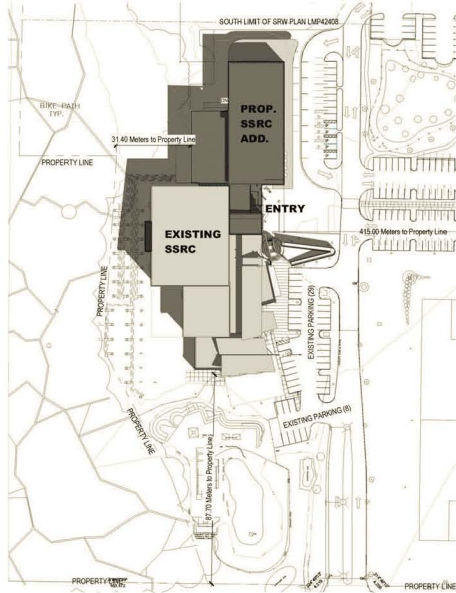 SOUTH LIMIT OF SRW PLAN LMP42408
BIKE PATH
TYP.
PROP.
SSRC
ADD.
31.40 Meters to Property Line
PROPERTY LINE
ENTRY
EXISTING
SSRC
415.00 Meters to Property Line
PROPERTY LINE
EXISTING PARKING (29)
EXISTING PARKING (8)
PROPERTY LINE
87.70 Meters to Property Line)
PROPERTY LINE
PROPERTY LINE